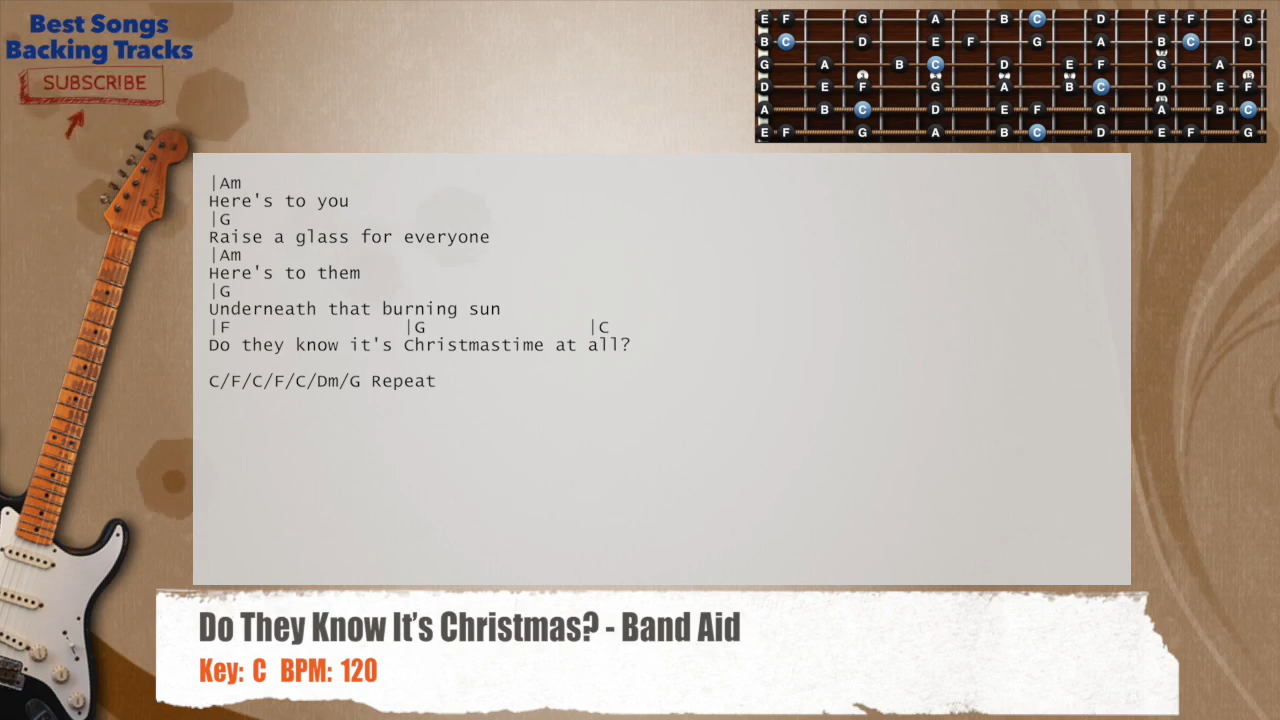 Best Songs
Backing Tracks
SUBSCRIBE
E F G A B C D E F G
B C D E F G A B C D
G A B C D E F G A
D E F G A B C D E F
A B C D E F G A B C
E F G A B C D E F G
|Am
Here's to you
|G
Raise a glass for everyone
|Am
Here's to them
|G
Underneath that burning sun
|F |G |C
Do they know it's Christmastime at all?
C/F/C/F/C/Dm/G Repeat
Do They Know It's Christmas? - Band Aid
Key: C BPM: 120